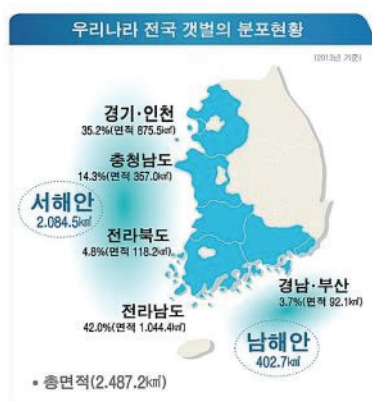 우리나라 전국 갯벌의 분포현황
(2013년 기준)
경기·인천
35.2%(면적 875.5㎢)
충청남도
14.3%(면적 357.0㎢)
서해안
2.084.5㎢
전라북도
4.8%(면적 118.2㎢)
전라남도
42.0%(면적 1.044.4㎢)
경남·부산
3.7%(면적 92.1㎢)
남해안
402.7㎢
• 총면적(2.487.2㎢)